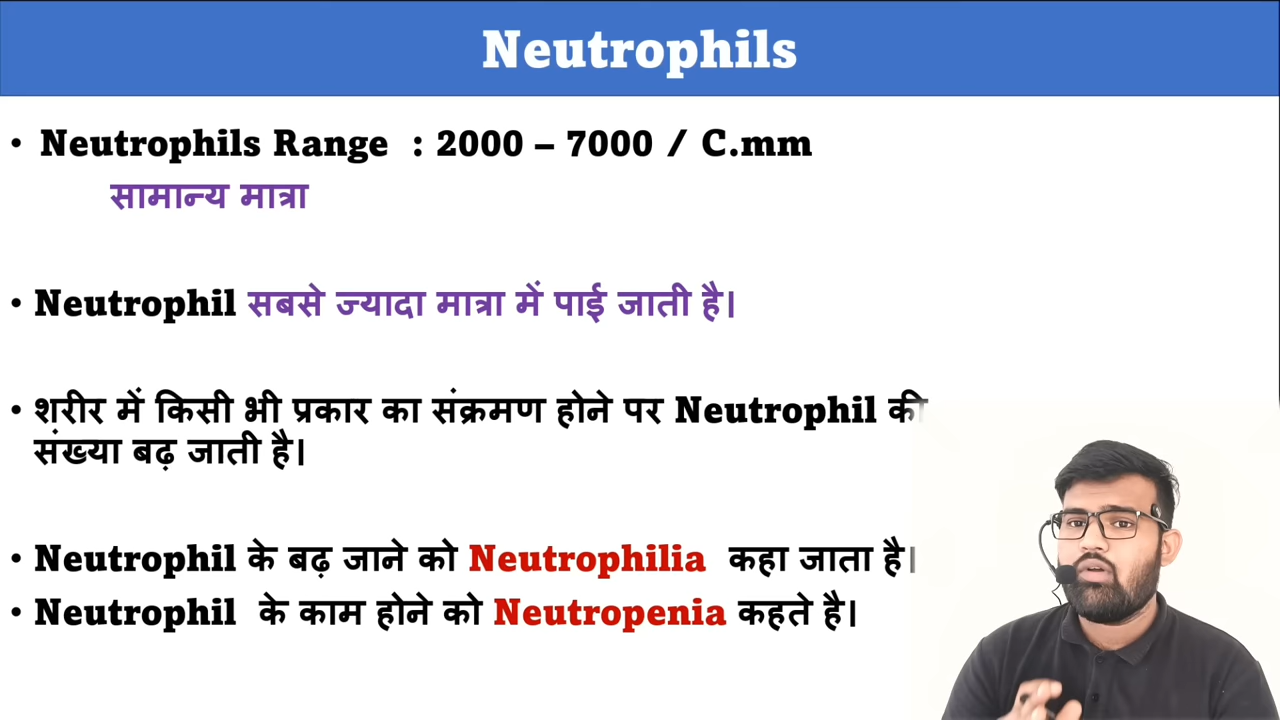 Neutrophils
• Neutrophils Range : 2000 – 7000 / C.mm
सामान्य मात्रा
• Neutrophil सबसे ज्यादा मात्रा में पाई जाती है।
• शरीर में किसी भी प्रकार का संक्रमण होने पर Neutrophil की
संख्या बढ़ जाती है।
• Neutrophil के बढ़ जाने को Neutrophilia कहा जाता है।
• Neutrophil के काम होने को Neutropenia कहते है।